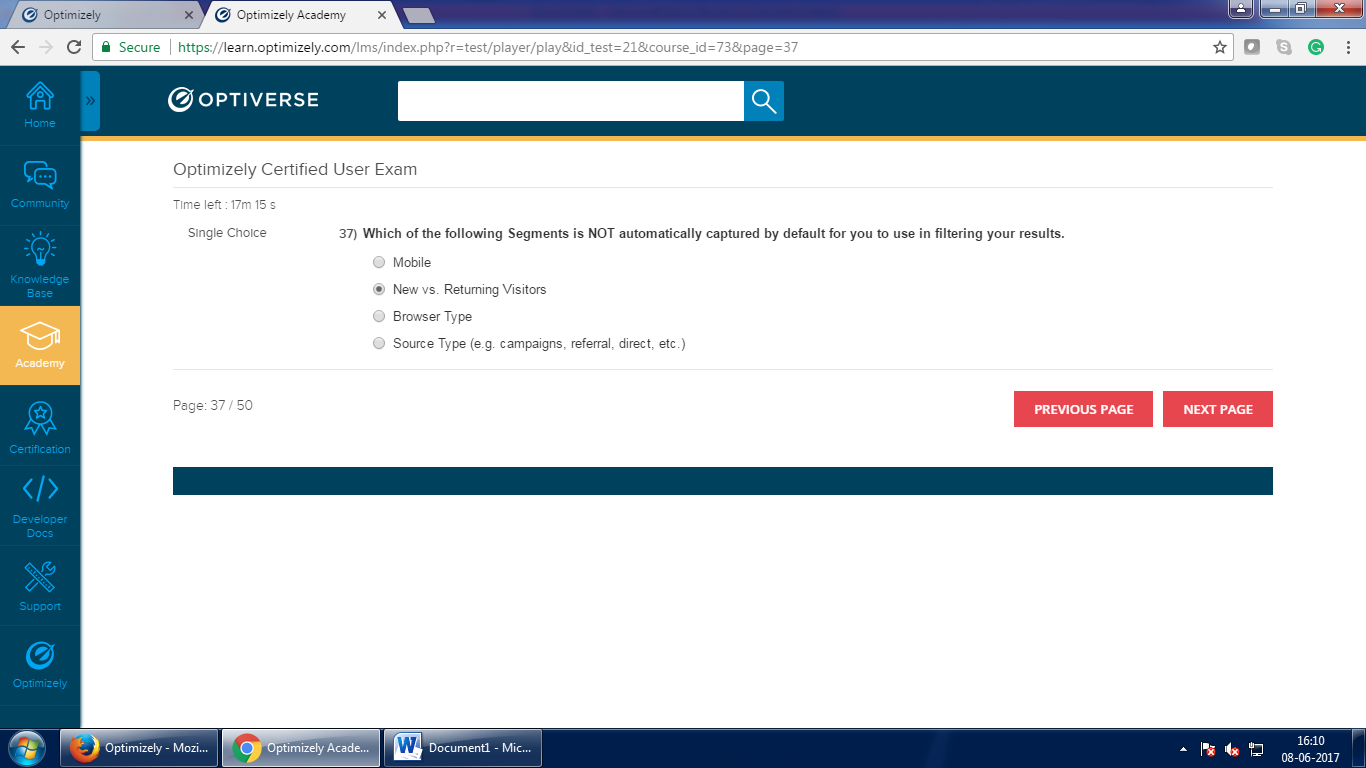 Optimizely
Optimizely Academy
Secure
https://learn.optimizely.com/lms/index.php?r=test/player/play&id_test=21&course_id=73&page=37
Home
»
OPTIVERSE
Community
Knowledge
Base
Academy
Certification
Developer
Docs
Support
Optimizely
Optimizely Certified User Exam
Time left : 17m 15 s
Single Choice
37) Which of the following Segments is NOT automatically captured by default for you to use in filtering your results.
Mobile
New vs. Returning Visitors
Browser Type
Source Type (e.g. campaigns, referral, direct, etc.)
Page: 37 / 50
PREVIOUS PAGE
NEXT PAGE
Optimizely - Mozi...
Optimizely Acade...
Document1 - Mic...
16:10
08-06-2017